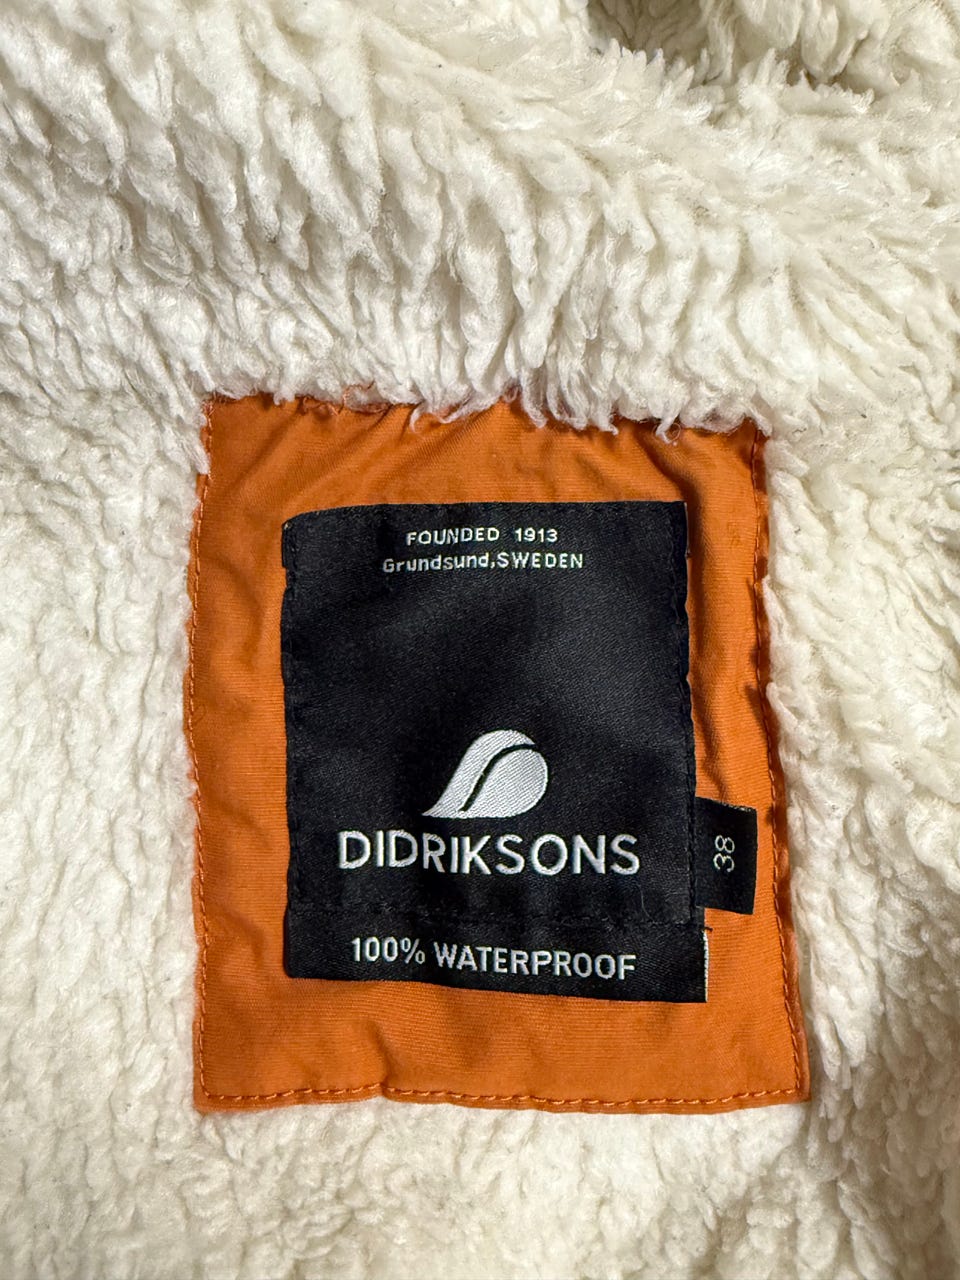 FOUNDED 1913
Grundsund,SWEDEN
DIDRIKSONS
38
100% WATERPROOF